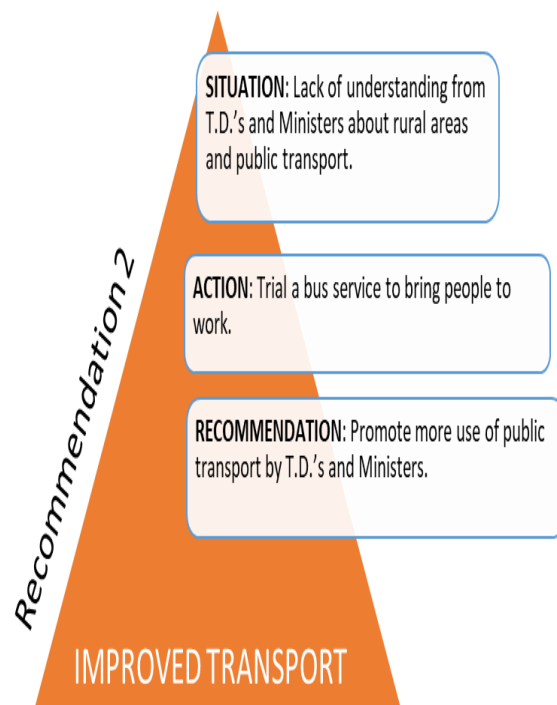 SITUATION: Lack of understanding from
T.D.'s and Ministers about rural areas
and public transport.
ACTION: Trial a bus service to bring people to
work.
RECOMMENDATION: Promote more use of public
transport by T.D.'s and Ministers.
Recommendation 2
IMPROVED TRANSPORT